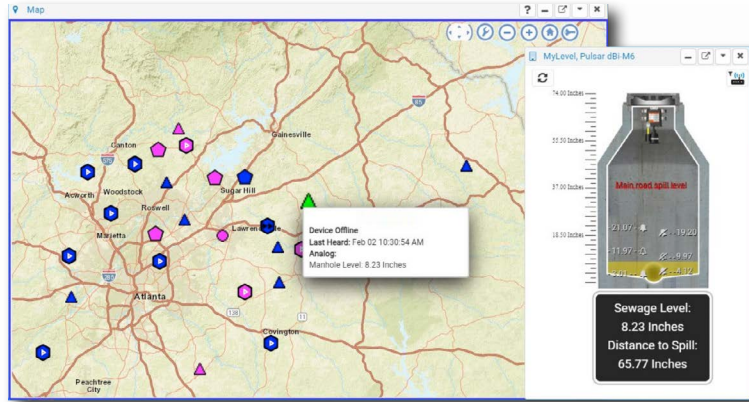 Map
Gainesville
Canton
Acworth
Woodstock
Sugar Hill
Roswell
Marietta
Lawrenceville
Device Offline
Last Heard: Feb 02 10:30:54 AM
Analog:
Manhole Level: 8.23 Inches
Atlanta
138
11
Covington
Peachtree
City
MyLevel, Pulsar dBi-M6
74.00 Inches
55.50 Inches
37.00 Inches
Main.road.spill.level
18.50 Inches
21.07
19.20
11.97
9.97
4.12
Sewage Level:
8.23 Inches
Distance to Spill:
65.77 Inches